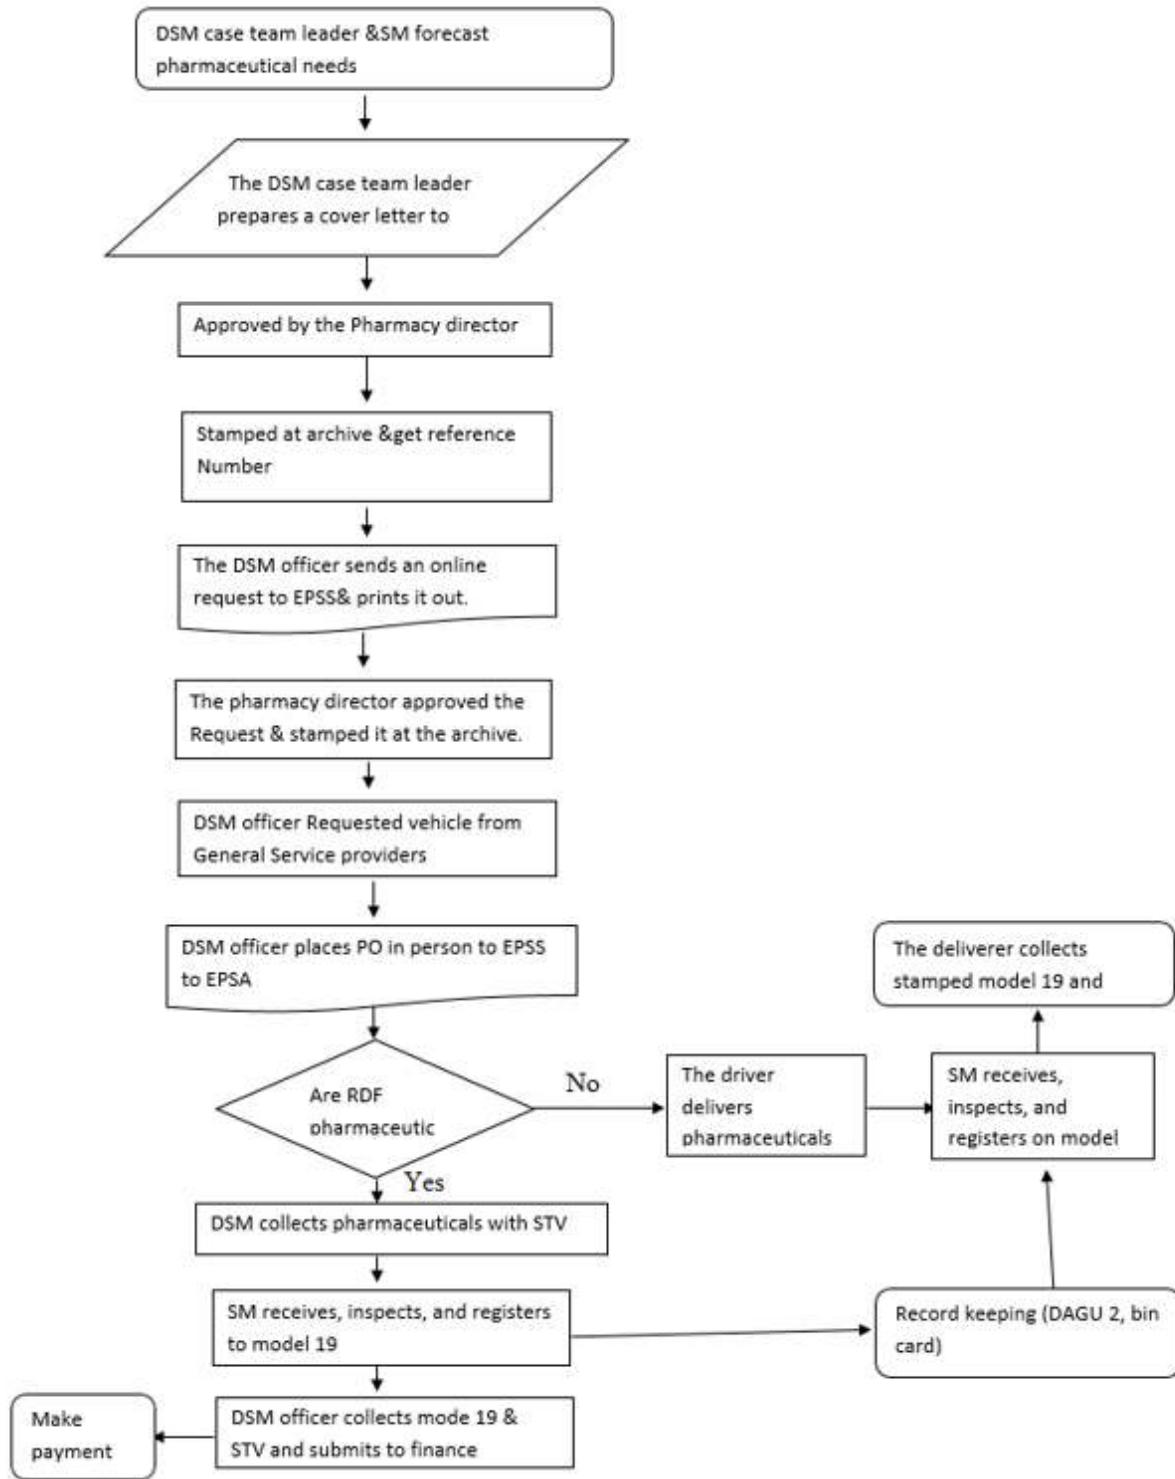 DSM case team leader &SM forecast
pharmaceutical needs
The DSM case team leader
prepares a cover letter to
Approved by the Pharmacy director
Stamped at archive &get reference
Number
The DSM officer sends an online
request to EPSS& prints it out.
The pharmacy director approved the
Request & stamped it at the archive.
DSM officer Requested vehicle from
General Service providers
DSM officer places PO in person to EPSS
to EPSA
The deliverer collects
stamped model 19 and
Are RDF
pharmaceutic
No
The driver
delivers
pharmaceuticals
SM receives,
inspects, and
registers on model
Yes
DSM collects pharmaceuticals with STV
SM receives, inspects, and registers
to model 19
Record keeping (DAGU 2, bin
card)
DSM officer collects mode 19 &
STV and submits to finance
Make
payment